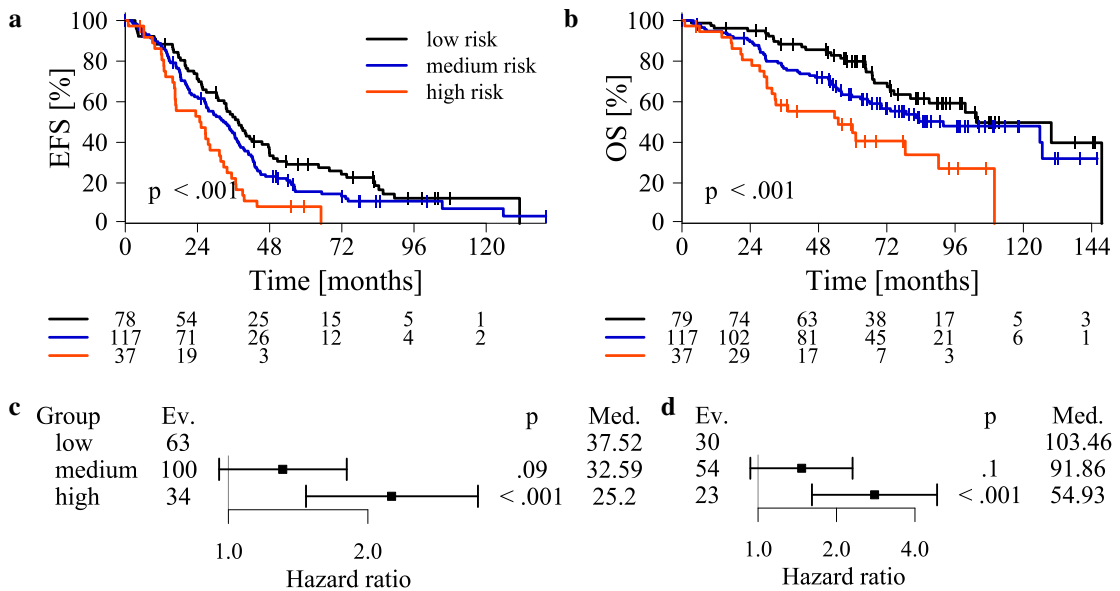 a
100
80
60
40
20
0
EFS [%]
low risk
medium risk
high risk
p < .001
0 24 48 72 96 120
Time [months]
78 54 25 15 5 1
117 71 26 12 4 2
37 19 3
b
100
80
60
40
20
0
OS [%]
p < .001
0 24 48 72 96 120 144
Time [months]
79 74 63 38 17 5 3
117 102 81 45 21 6 1
37 29 17 7 3
c
Group Ev. p Med.
low 63 37.52
medium 100 .09 32.59
high 34 < .001 25.2
1.0 2.0
Hazard ratio
d
Ev. p Med.
30 103.46
54 .1 91.86
23 < .001 54.93
1.0 2.0 4.0
Hazard ratio